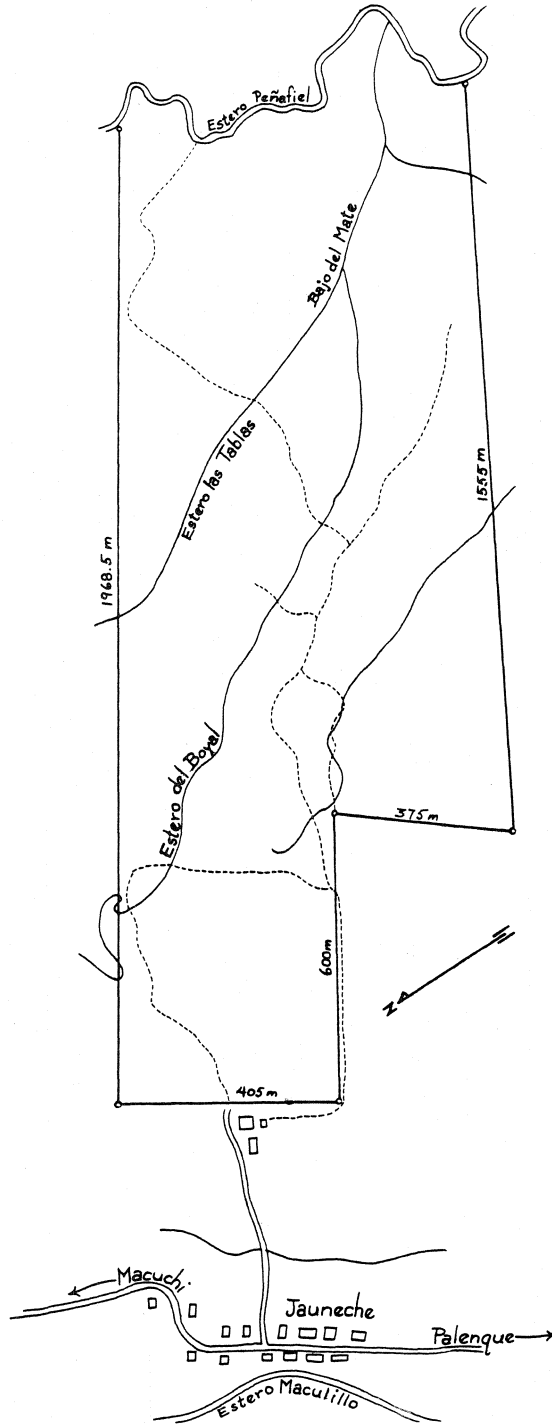 Estero Peñafiel
Bajo del Mate
Estero las Tablas
1555 m
1968.5 m
Estero del Boyal
375 m
600m
N
405 m
Macuchi
Jauneche
Palenque
Estero Maculillo